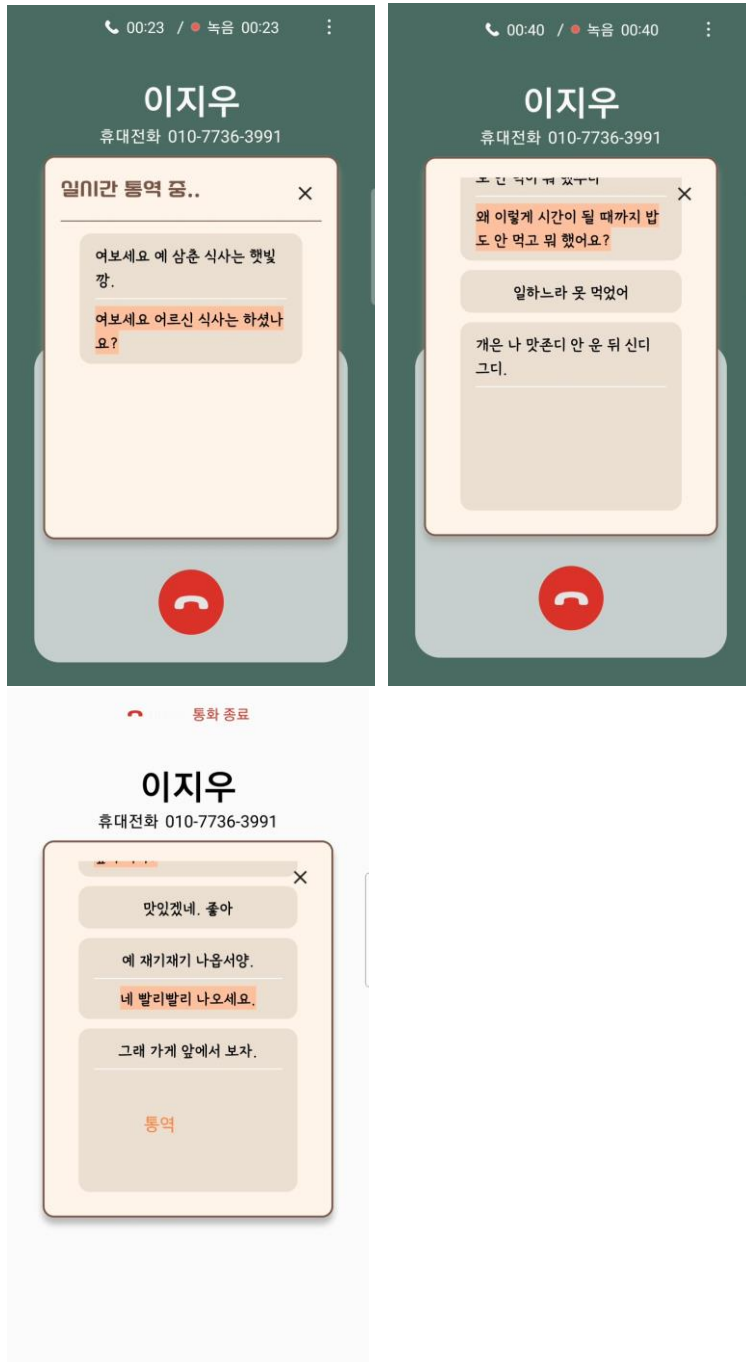 00:23 / 녹음 00:23
이지우
휴대전화 010-7736-3991
실시간 통역 중..
여보세요 예 삼춘 식사는 햇빛
깡.
여보세요 어르신 식사는 하셨나
요?
00:40 / 녹음 00:40
이지우
휴대전화 010-7736-3991
왜 이렇게 시간이 될 때까지 밥
도 안 먹고 뭐 했어요?
일하느라 못 먹었어
개은 나 맛존디 안 운 뒤 신디
그디.
통화 종료
이지우
휴대전화 010-7736-3991
맛있겠네. 좋아
예 재기재기 나옵서양.
네 빨리빨리 나오세요.
그래 가게 앞에서 보자.
통역